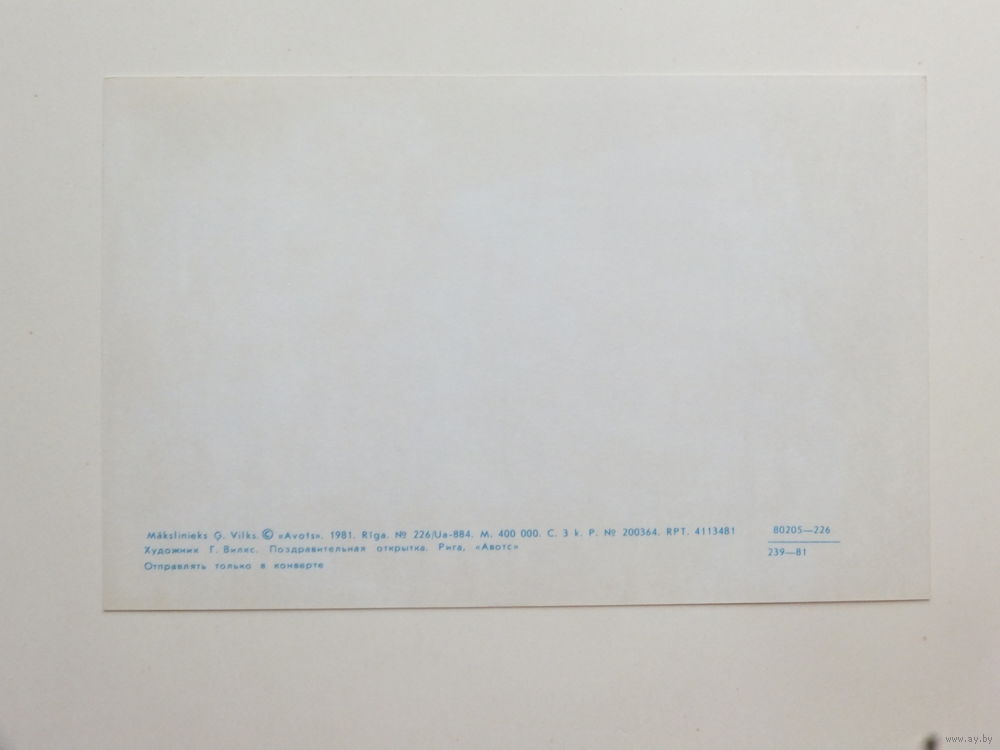 Mākslinieks Ģ. Vilks. © «Avots», 1981. Rīga. № 226/Ua-884. M. 400 000. C. 3 k. P. № 200364. RPT. 4113481
80205—226
Художник Г. Вилкс. Поздравительная открытка. Рига, «Авотс»
239—81
Отправлять только в конверте
www.ay.by